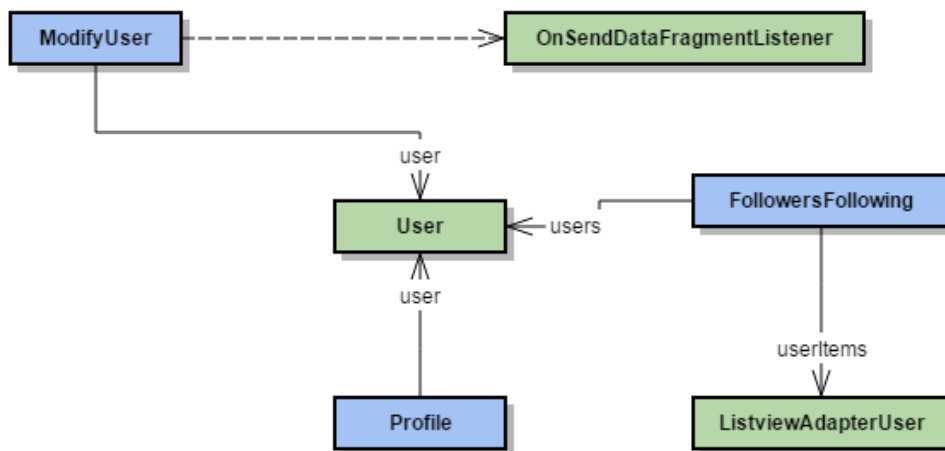 ModifyUser
OnSendDataFragmentListener
user
User
users
FollowersFollowing
user
userItems
Profile
ListviewAdapterUser